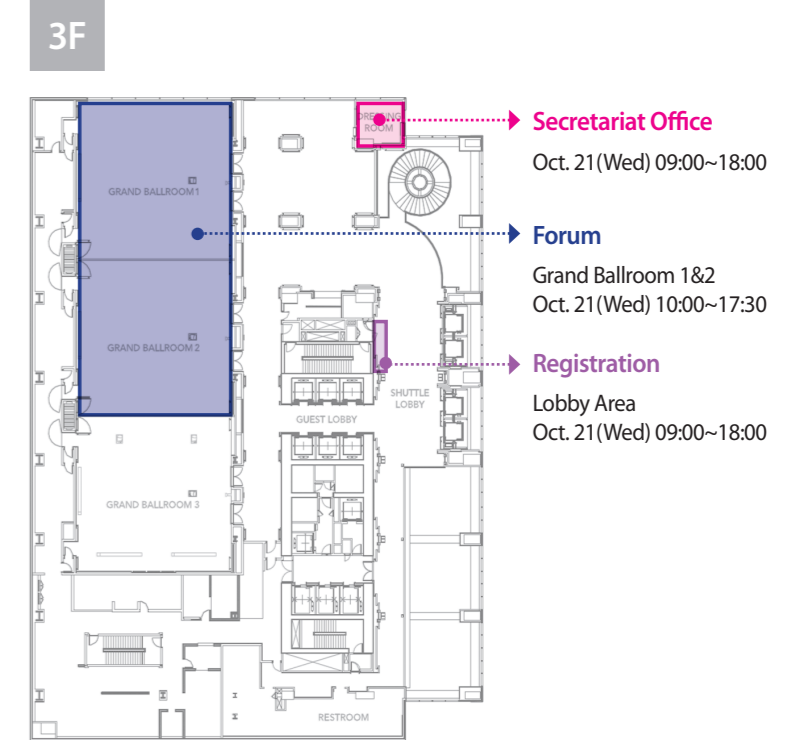 3F
DRESSING
ROOM
Secretariat Office
Oct. 21(Wed) 09:00~18:00
GRAND BALLROOM 1
Forum
Grand Ballroom 1&2
Oct. 21(Wed) 10:00~17:30
GRAND BALLROOM 2
Registration
Lobby Area
Oct. 21(Wed) 09:00~18:00
SHUTTLE
LOBBY
GUEST LOBBY
GRAND BALLROOM 3
RESTROOM